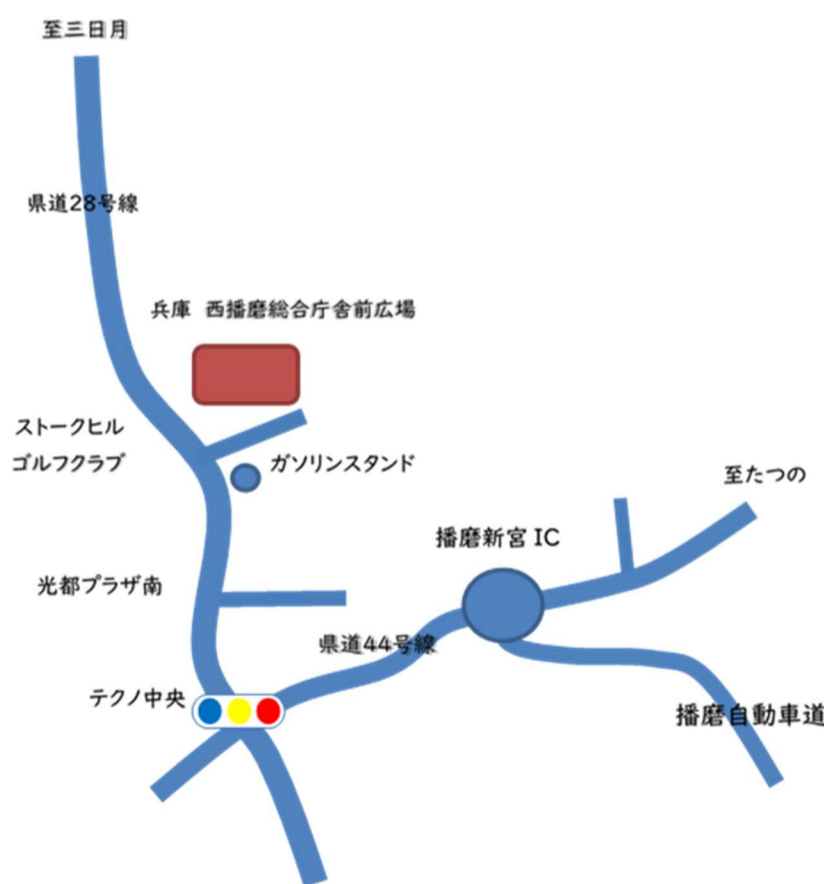 至三日月
県道28号線
兵庫 西播磨総合庁舎前広場
ストークヒル
ゴルフクラブ
ガソリンスタンド
至たつの
播磨新宮 IC
光都プラザ南
県道44号線
テクノ中央
播磨自動車道